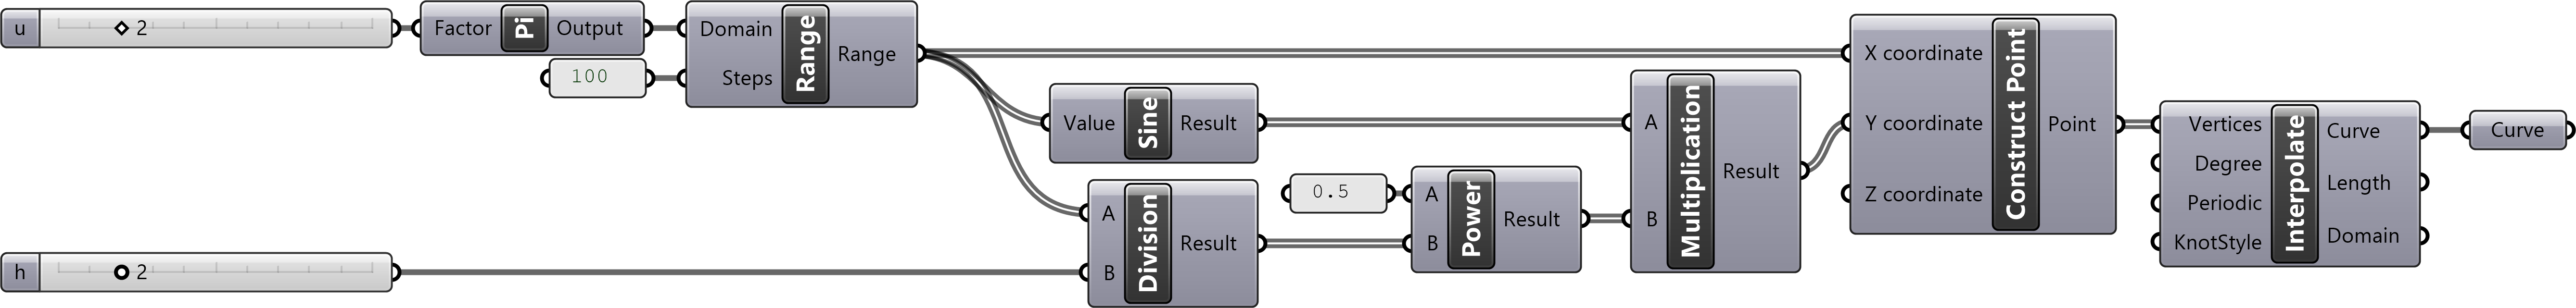 u 2
Factor Pi Output
100
Domain
Steps
Range
Range
Value Sine Result
h 2
A
B
Division
Result
0.5
A
B
Power
Result
A
B
Multiplication
Result
X coordinate
Y coordinate
Z coordinate
Construct Point
Point
Vertices
Degree
Periodic
KnotStyle
Interpolate
Curve
Length
Domain
Curve